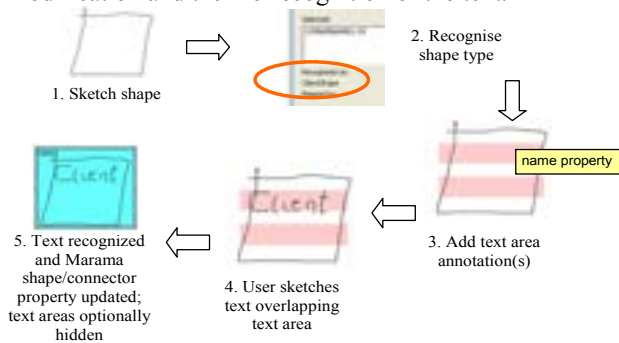 1. Sketch shape
2. Recognise
shape type
name property
3. Add text area
annotation(s)
Client
4. User sketches
text overlapping
text area
Client
5. Text recognized
and Marama
shape/connector
property updated;
text areas optionally
hidden